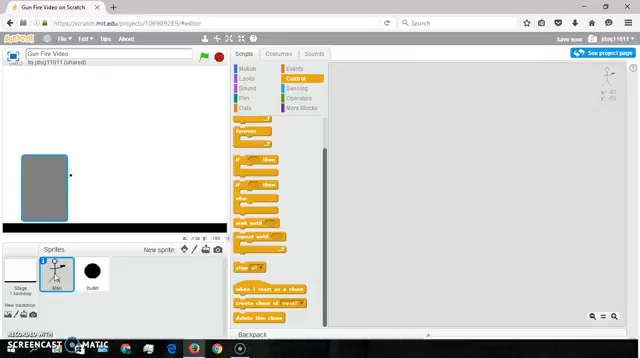 Gun Fire Video on Scratch
https://scratch.mit.edu/projects/106989269/#editor
Search
SCRATCH
File
Edit
Tips
About
Save now
jdog11011
Gun Fire Video
by jdog11011 (shared)
Scripts
Costumes
Sounds
See project page
Motion
Events
Looks
Control
Sound
Sensing
Pen
Operators
Data
More Blocks
forever
if then
if then
else
wait until
repeat until
stop
when I start as a clone
create clone of myself
delete this clone
Sprites
New sprite:
Stage
1 backdrop
Man
Bullet
New backdrop:
Backpack
RECORDED WITH
SCREENCAST MATIC